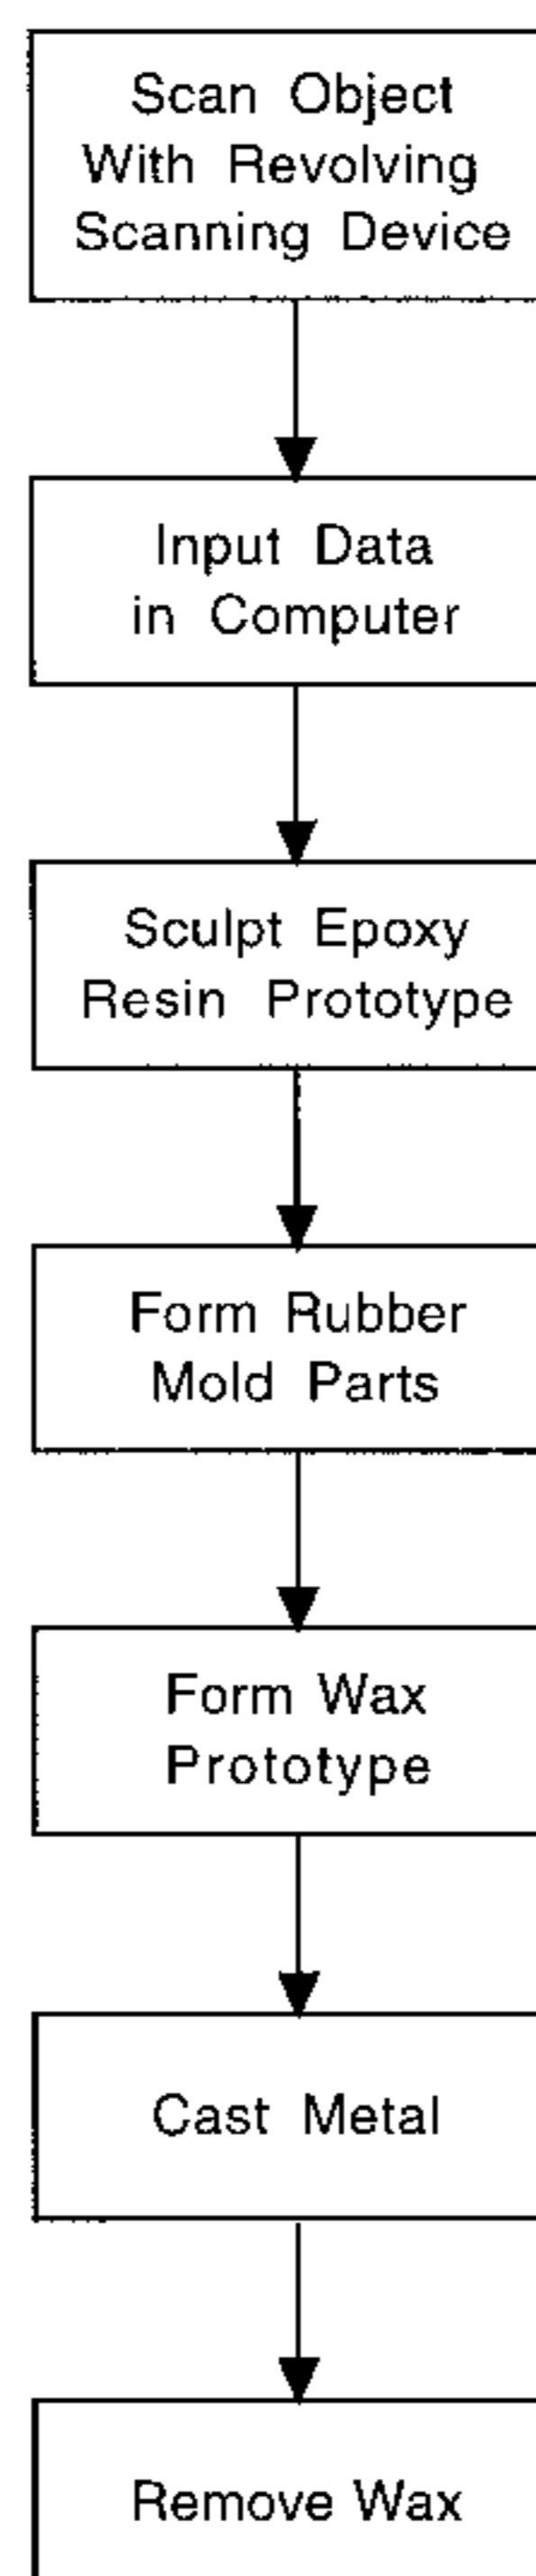 Scan Object
With Revolving
Scanning Device
Input Data
in Computer
Sculpt Epoxy
Resin Prototype
Form Rubber
Mold Parts
Form Wax
Prototype
Cast Metal
Remove Wax